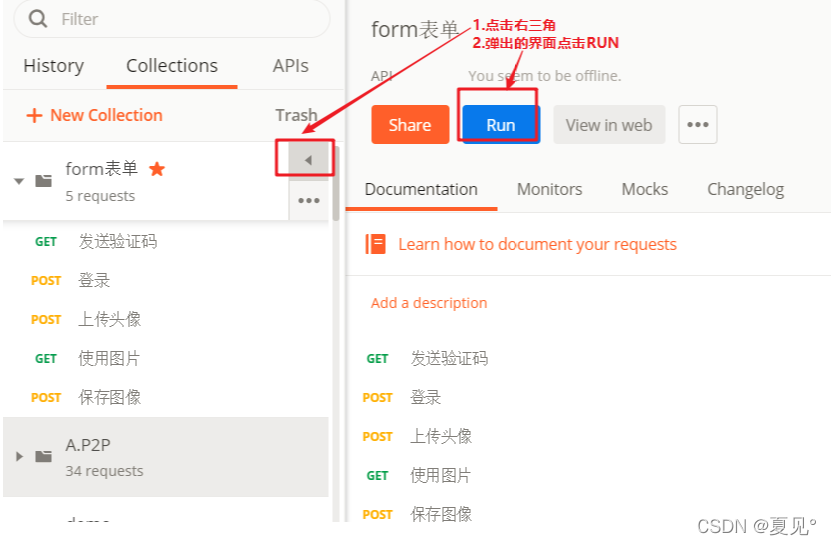 Filter
History
Collections
APIs
+ New Collection
Trash
form表单
5 requests
GET 发送验证码
POST 登录
POST 上传头像
GET 使用图片
POST 保存图像
A.P2P
34 requests
form表单
1.点击右三角
2.弹出的界面点击RUN
API
You seem to be offline.
Share
Run
View in web
Documentation
Monitors
Mocks
Changelog
Learn how to document your requests
Add a description
GET 发送验证码
POST 登录
POST 上传头像
GET 使用图片
POST 保存图像
CSDN @夏见°